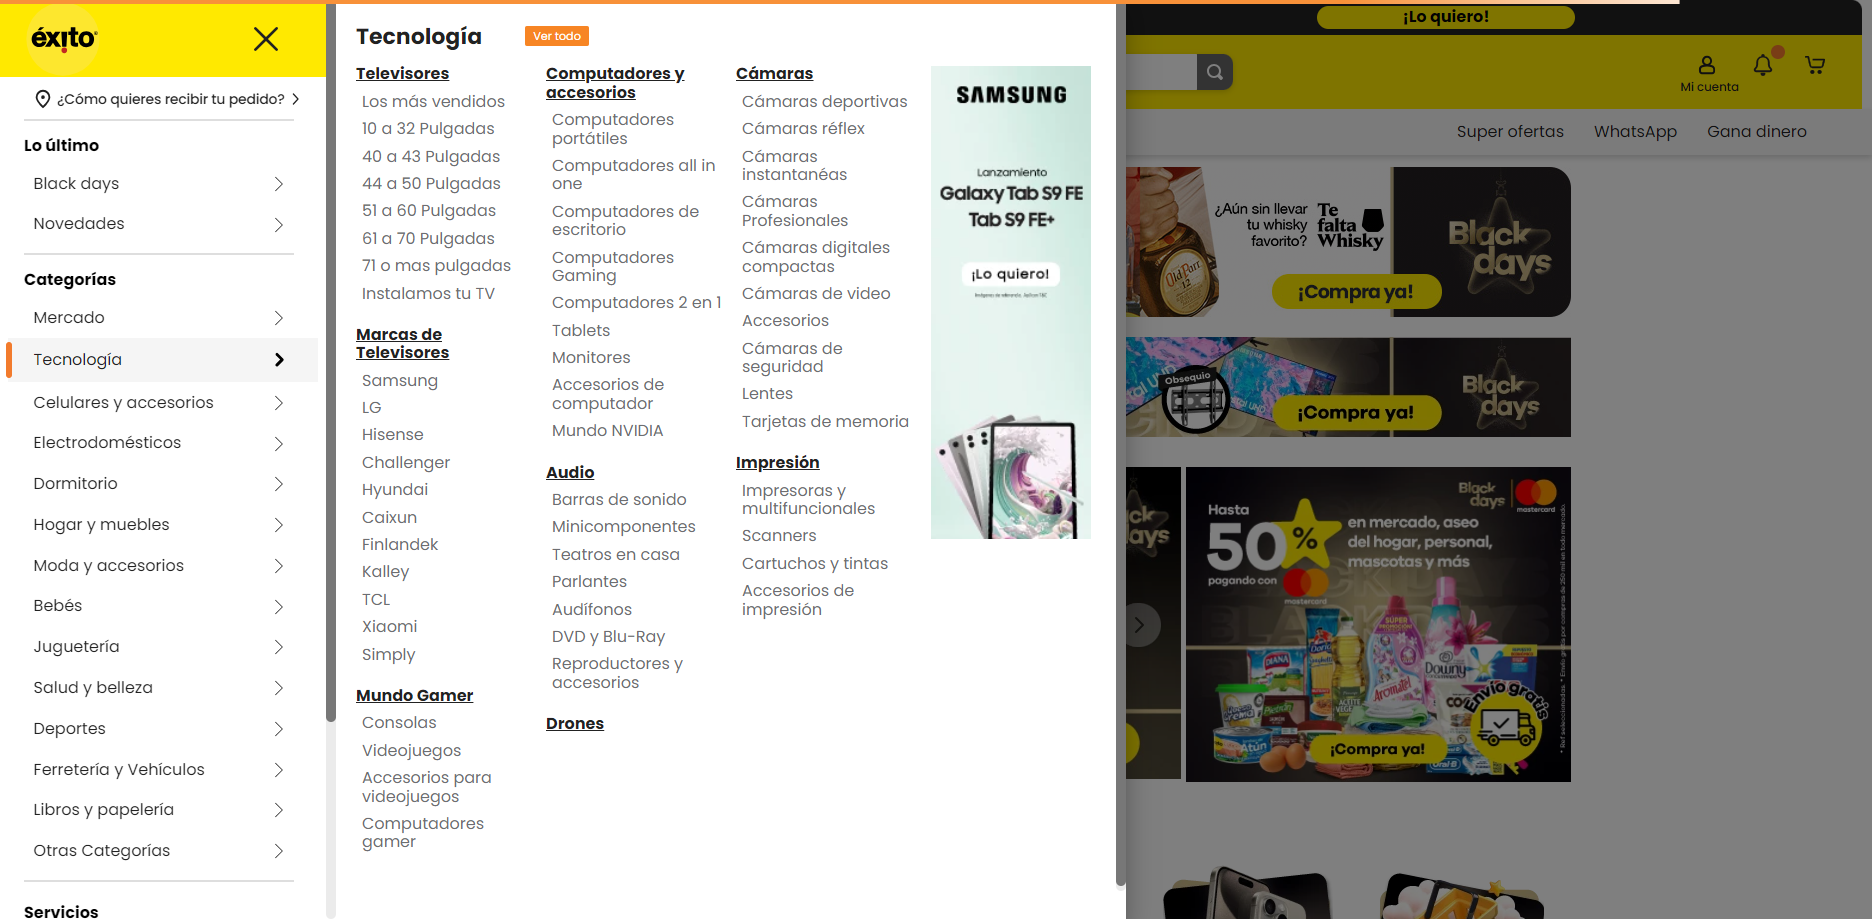 éxito
¿Cómo quieres recibir tu pedido?
Lo último
Black days
Novedades
Categorías
Mercado
Tecnología
Celulares y accesorios
Electrodomésticos
Dormitorio
Hogar y muebles
Moda y accesorios
Bebés
Juguetería
Salud y belleza
Deportes
Ferretería y Vehículos
Libros y papelería
Otras Categorías
Servicios
Tecnología
Ver todo
Televisores
Los más vendidos
10 a 32 Pulgadas
40 a 43 Pulgadas
44 a 50 Pulgadas
51 a 60 Pulgadas
61 a 70 Pulgadas
71 o mas pulgadas
Instalamos tu TV
Marcas de
Televisores
Samsung
LG
Hisense
Challenger
Hyundai
Caixun
Finlandek
Kalley
TCL
Xiaomi
Simply
Mundo Gamer
Consolas
Videojuegos
Accesorios para
videojuegos
Computadores
gamer
Computadores y
accesorios
Computadores
portátiles
Computadores all in
one
Computadores de
escritorio
Computadores
Gaming
Computadores 2 en 1
Tablets
Monitores
Accesorios de
computador
Mundo NVIDIA
Audio
Barras de sonido
Minicomponentes
Teatros en casa
Parlantes
Audífonos
DVD y Blu-Ray
Reproductores y
accesorios
Drones
Cámaras
Cámaras deportivas
Cámaras réflex
Cámaras
instantanéas
Cámaras
Profesionales
Cámaras digitales
compactas
Cámaras de video
Accesorios
Cámaras de
seguridad
Lentes
Tarjetas de memoria
Impresión
Impresoras y
multifuncionales
Scanners
Cartuchos y tintas
Accesorios de
impresión
SAMSUNG
Lanzamiento
Galaxy Tab S9 FE
Tab S9 FE+
¡Lo quiero!
¡Lo quiero!
Mi cuenta
Super ofertas
WhatsApp
Gana dinero
Old Parr
12
¿Aún sin llevar
tu whisky
favorito?
Te
falta
Whisky
Black
days
¡Compra ya!
Obsequio
¡Compra ya!
Black
days
Hasta
50%
pagando con
mastercard
en mercado, aseo
del hogar, personal,
mascotas y más
Black
days
mastercard
DIANA
Doria
Aromatel
Downy
Atún
Oral-B
Envío gratis
¡Compra ya!